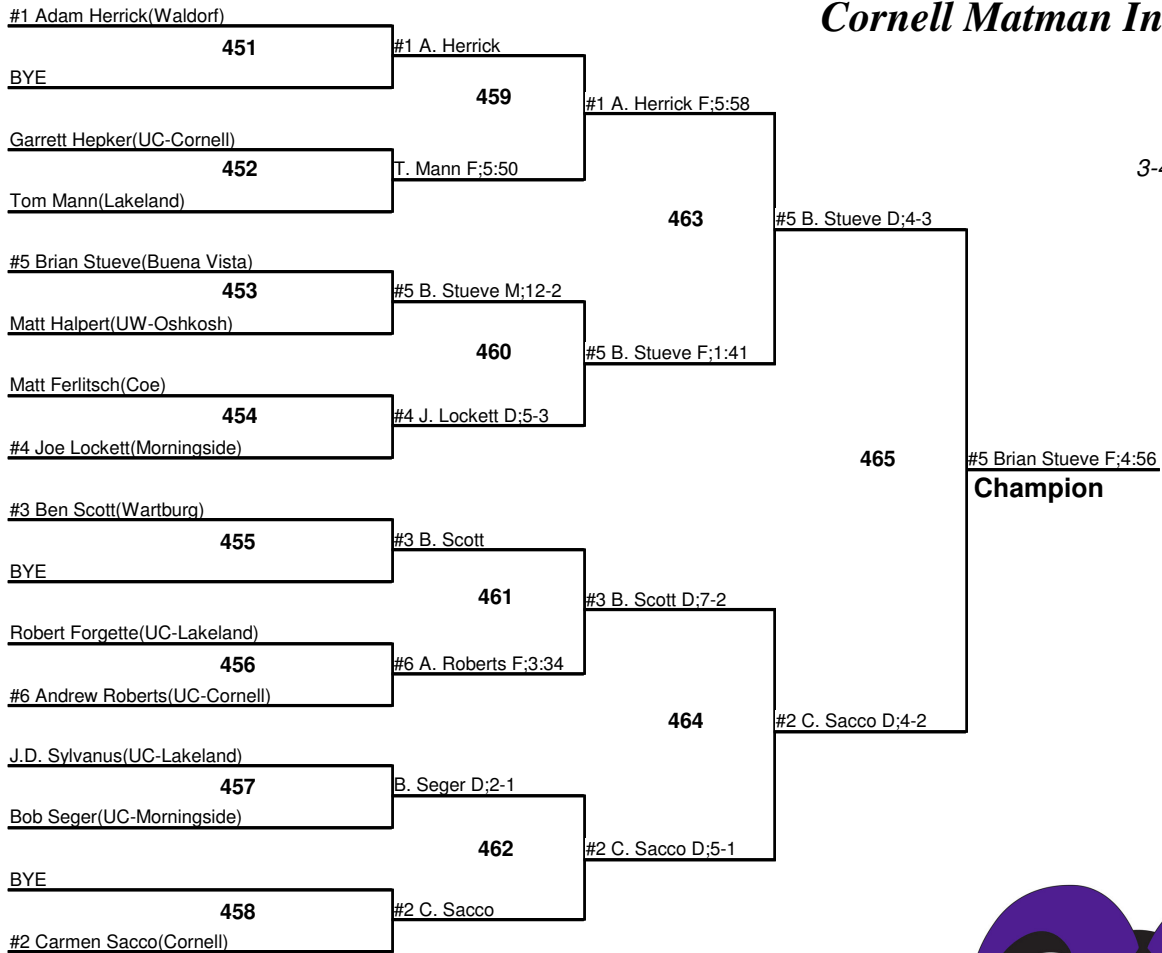 Cornell Matman In
#1 Adam Herrick(Waldorf)
451
BYE
#1 A. Herrick
459
Garrett Hepker(UC-Cornell)
452
Tom Mann(Lakeland)
T. Mann F;5:50
#1 A. Herrick F;5:58
3-4
463
#5 Brian Stueve(Buena Vista)
453
Matt Halpert(UW-Oshkosh)
#5 B. Stueve M;12-2
460
Matt Ferlitsch(Coe)
454
#4 Joe Lockett(Morningside)
#4 J. Lockett D;5-3
#5 B. Stueve F;1:41
#5 B. Stueve D;4-3
465
#5 Brian Stueve F;4:56
Champion
#3 Ben Scott(Wartburg)
455
BYE
#3 B. Scott
461
Robert Forgette(UC-Lakeland)
456
#6 Andrew Roberts(UC-Cornell)
#6 A. Roberts F;3:34
#3 B. Scott D;7-2
464
#2 C. Sacco D;4-2
J.D. Sylvanus(UC-Lakeland)
457
Bob Seger(UC-Morningside)
B. Seger D;2-1
462
BYE
458
#2 Carmen Sacco(Cornell)
#2 C. Sacco
#2 C. Sacco D;5-1